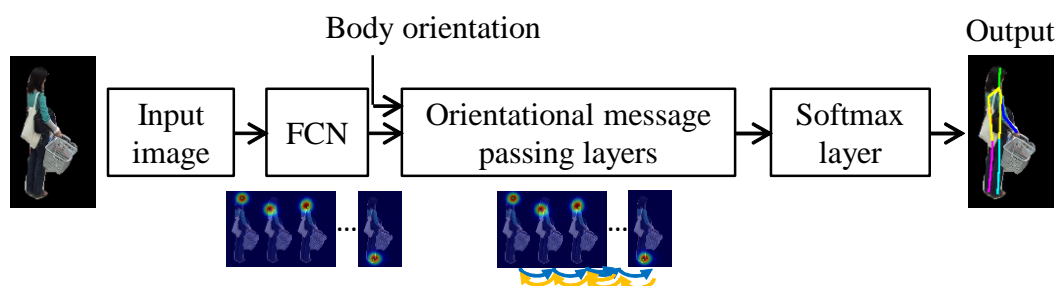 Body orientation
Output
Input
image
FCN
Orientational message
passing layers
Softmax
layer
...
...